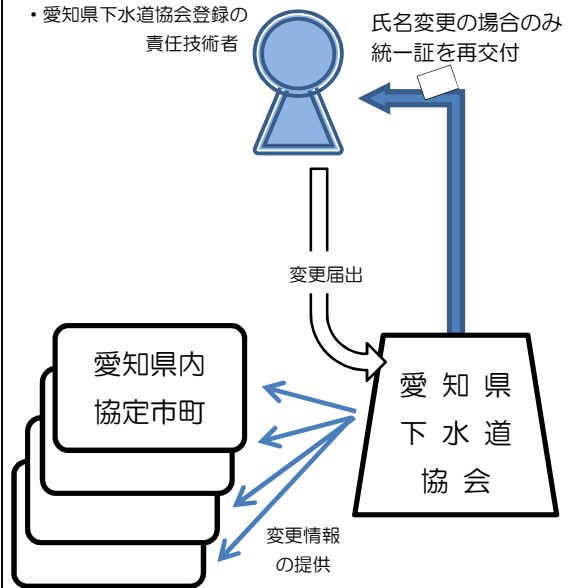 ・愛知県下水道協会登録の
責任技術者
氏名変更の場合のみ
統一証を再交付
変更届出
愛知県内
協定市町
愛知県
下水道
協会
変更情報
の提供